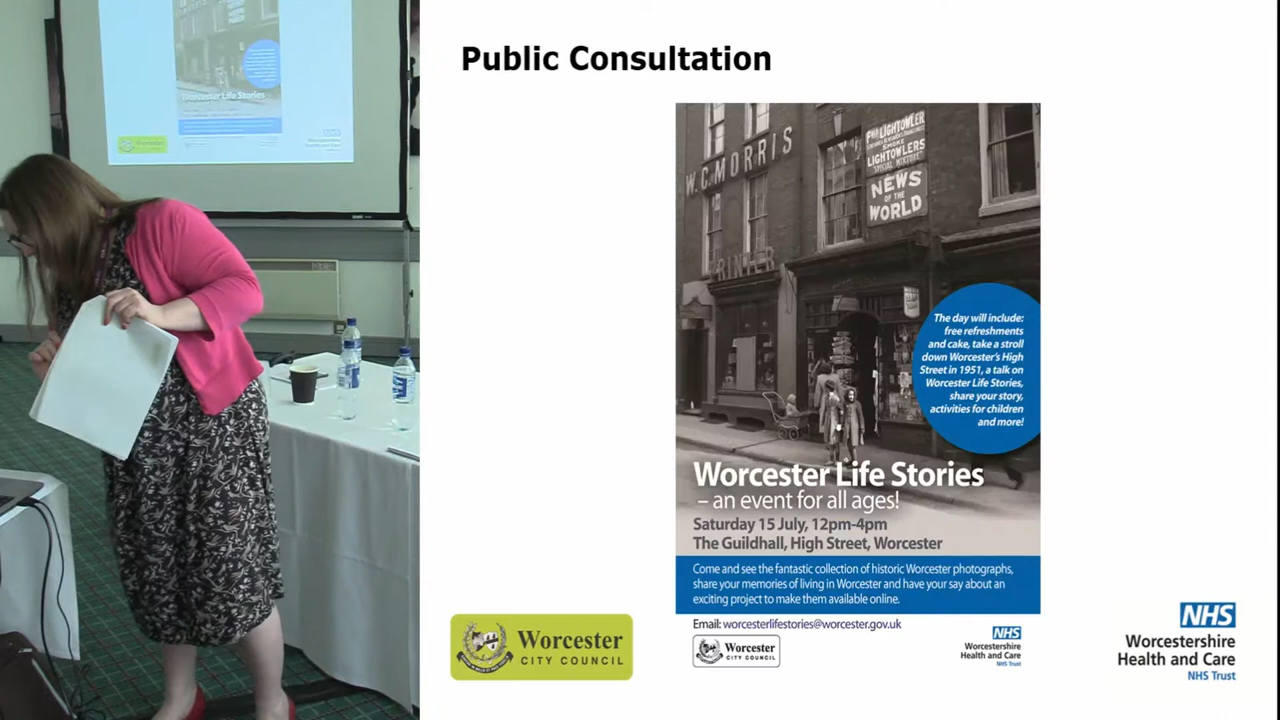 Public Consultation
W.C.MORRIS
LIGHTOWLER
SMOKE
LIGHTOWLERS
SPECIAL MIXTURE
NEWS
OF THE
WORLD
PRINTER
The day will include:
free refreshments
and cake, take a stroll
down Worcester's High
Street in 1951, a talk on
Worcester Life Stories,
share your story,
activities for children
and more!
Worcester Life Stories
– an event for all ages!
Saturday 15 July, 12pm-4pm
The Guildhall, High Street, Worcester
Come and see the fantastic collection of historic Worcester photographs,
share your memories of living in Worcester and have your say about an
exciting project to make them available online.
Email: worcesterlifestories@worcester.gov.uk
Worcester
CITY COUNCIL
NHS
Worcestershire
Health and Care
NHS Trust
Worcester
CITY COUNCIL
NHS
Worcestershire
Health and Care
NHS Trust
Worcester Life Stories